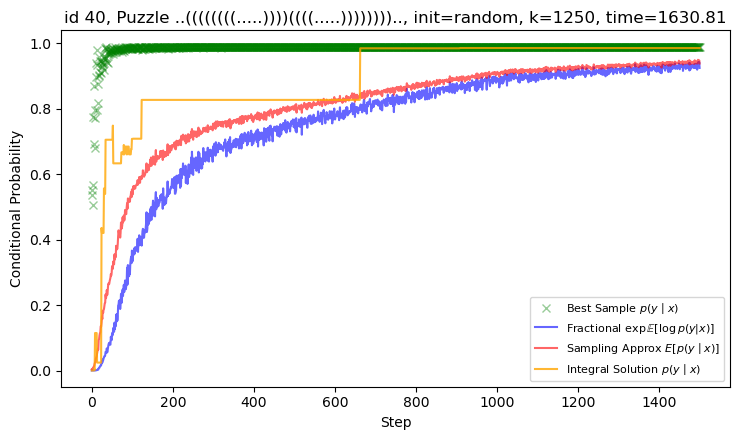 id 40, Puzzle ..((((((((.....))))((((.....)))))))).., init=random, k=1250, time=1630.81
1.0
0.8
0.6
0.4
0.2
0.0
Conditional Probability
0 200 400 600 800 1000 1200 1400
Step
Best Sample p(y | x)
Fractional exp𝔼[log p(y|x)]
Sampling Approx E[p(y | x)]
Integral Solution p(y | x)